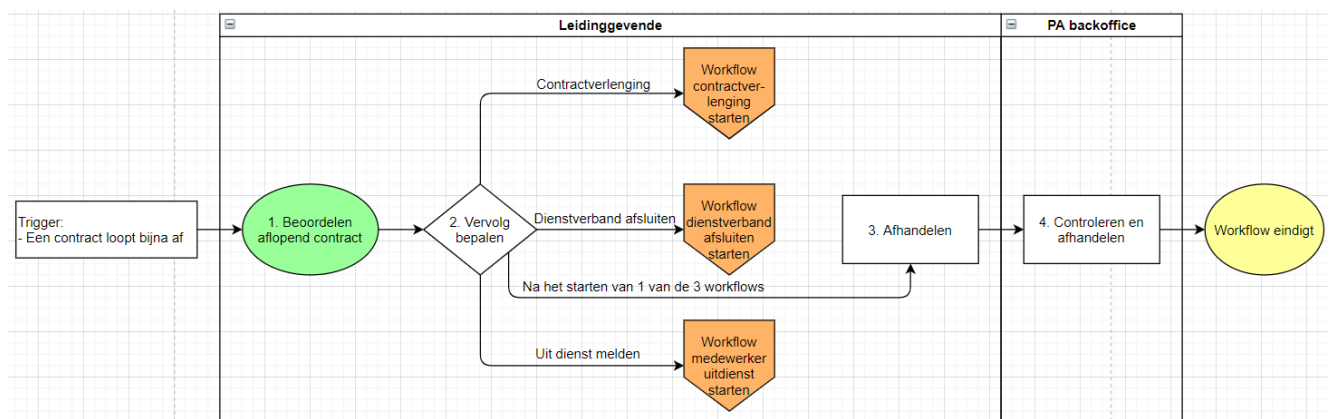 Leidinggevende
PA backoffice
Workflow
contractver-
lenging
starten
Contractverlenging
Trigger:
- Een contract loopt bijna af
1. Beoordelen
aflopend contract
2. Vervolg
bepalen
Dienstverband afsluiten
Workflow
dienstverband
afsluiten
starten
3. Afhandelen
4. Controleren en
afhandelen
Workflow eindigt
Na het starten van 1 van de 3 workflows
Uit dienst melden
Workflow
medewerker
uitdienst
starten